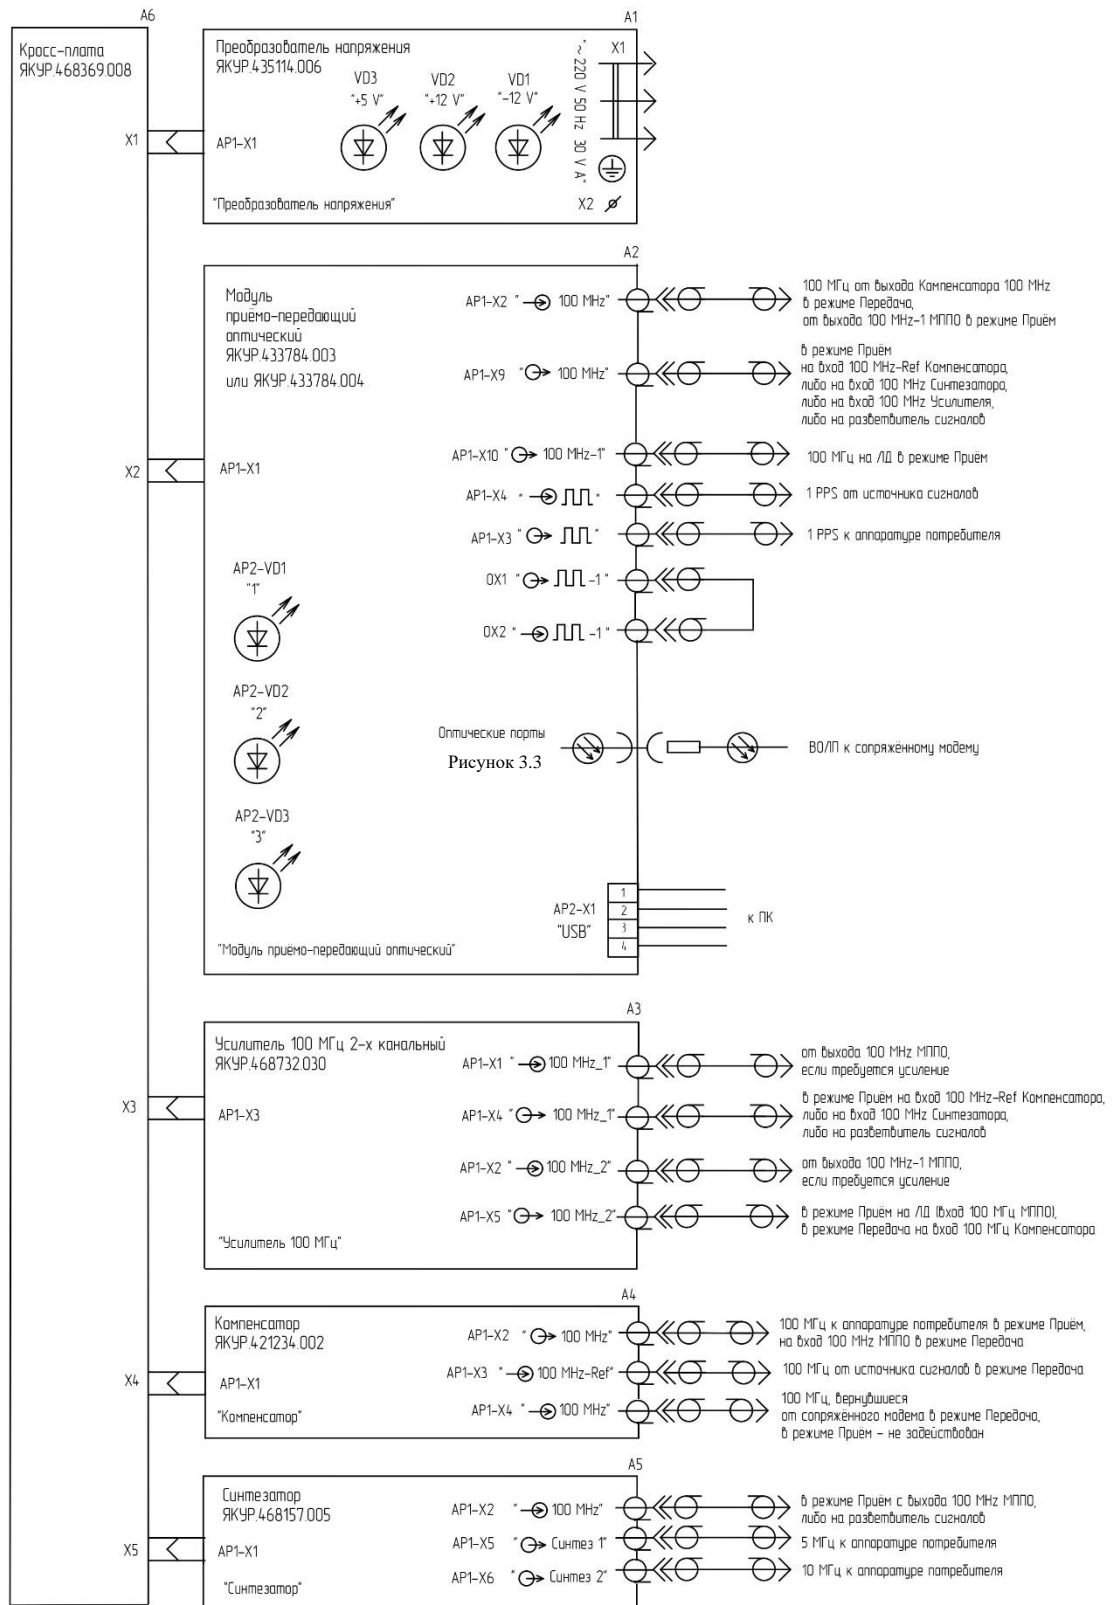 A6
Кросс-плата
ЯКУР.468369.008
X1
X2
X3
X4
X5
A1
Преобразователь напряжения
ЯКУР.435114.006
VD3
"+5 V"
VD2
"+12 V"
VD1
"-12 V"
"~220 V 50 Hz 30 V A"
X1
AP1-X1
X2
"Преобразователь напряжения"
A2
Модуль
приёмо-передающий
оптический
ЯКУР.433784.003
или ЯКУР.433784.004
AP1-X2 " 100 MHz"
100 МГц от выхода Компенсатора 100 MHz
в режиме Передача,
от выхода 100 MHz-1 МППО в режиме Приём
AP1-X9 " 100 MHz"
в режиме Приём
на вход 100 MHz-Ref Компенсатора,
либо на вход 100 MHz Синтезатора,
либо на вход 100 MHz Усилителя,
либо на разветвитель сигналов
AP1-X1
AP1-X10 " 100 MHz-1"
100 МГц на ЛД в режиме Приём
AP1-X4 " "
1 PPS от источника сигналов
AP1-X3 " "
1 PPS к аппаратуре потребителя
OX1 " -1"
OX2 " -1"
AP2-VD1
"1"
AP2-VD2
"2"
AP2-VD3
"3"
Оптические порты
Рисунок 3.3
ВОЛП к сопряжённому модему
AP2-X1
"USB"
1
2
3
4
к ПК
"Модуль приёмо-передающий оптический"
A3
Усилитель 100 МГц 2-х канальный
ЯКУР.468732.030
AP1-X3
AP1-X1 " 100 MHz_1"
от выхода 100 MHz МППО,
если требуется усиление
AP1-X4 " 100 MHz_1"
в режиме Приём на вход 100 MHz-Ref Компенсатора,
либо на вход 100 MHz Синтезатора,
либо на разветвитель сигналов
AP1-X2 " 100 MHz_2"
от выхода 100 MHz-1 МППО,
если требуется усиление
AP1-X5 " 100 MHz_2"
в режиме Приём на ЛД (вход 100 МГц МППО),
в режиме Передача на вход 100 МГц Компенсатора
"Усилитель 100 МГц"
A4
Компенсатор
ЯКУР.421234.002
AP1-X1
"Компенсатор"
AP1-X2 " 100 MHz"
100 МГц к аппаратуре потребителя в режиме Приём,
на вход 100 MHz МППО в режиме Передача
AP1-X3 " 100 MHz-Ref"
100 МГц от источника сигналов в режиме Передача
AP1-X4 " 100 MHz"
100 МГц, вернувшиеся
от сопряжённого модема в режиме Передача,
в режиме Приём - не задействован
A5
Синтезатор
ЯКУР.468157.005
AP1-X1
"Синтезатор"
AP1-X2 " 100 MHz"
в режиме Приём с выхода 100 MHz МППО,
либо на разветвитель сигналов
AP1-X5 " Синтез 1"
5 МГц к аппаратуре потребителя
AP1-X6 " Синтез 2"
10 МГц к аппаратуре потребителя